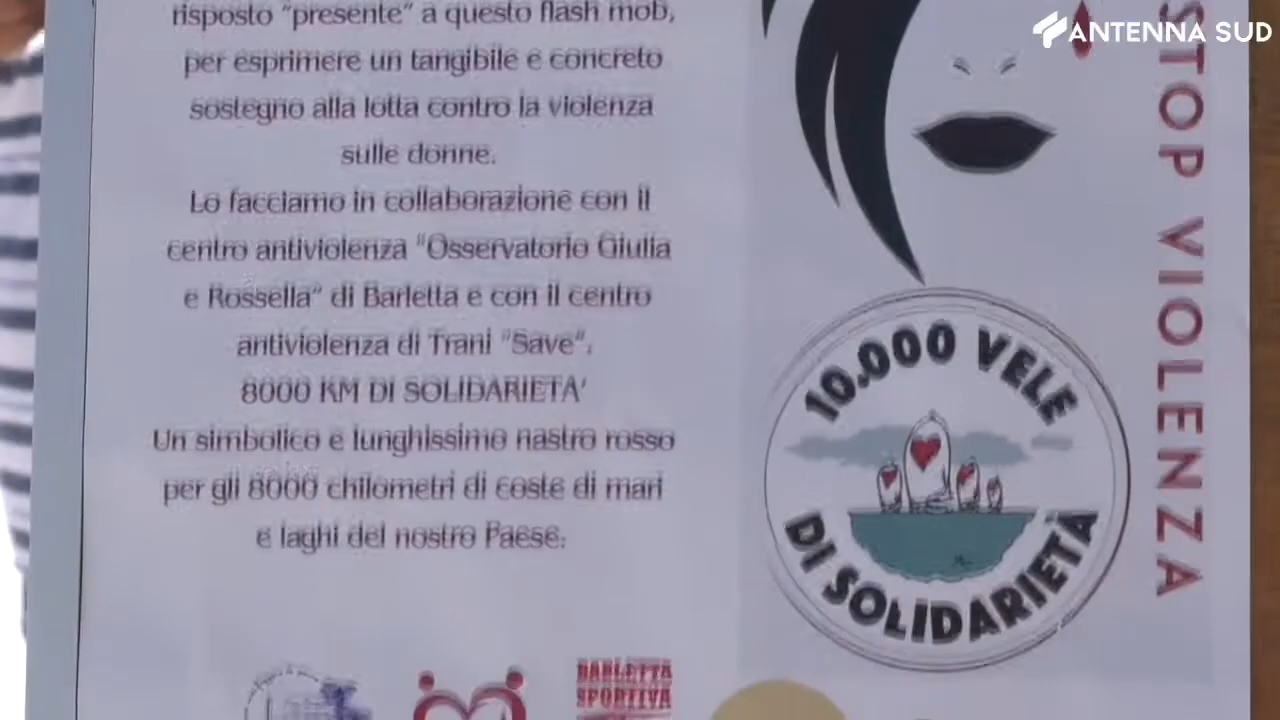 risposto "presente" a questo flash mob,
per esprimere un tangibile e concreto
sostegno alla lotta contro la violenza
sulle donne.
Lo facciamo in collaborazione con il
centro antiviolenza "Osservatorio Giulia
e Rossella" di Barletta e con il centro
antiviolenza di Trani "Save".
8000 KM DI SOLIDARIETA'
Un simbolico e lunghissimo nastro rosso
per gli 8000 chilometri di coste di mari
e laghi del nostro Paese.
BARLETTA
SPORTIVA
10.000 VELE
DI SOLIDARIETÀ
STOP VIOLENZA
ANTENNA SUD